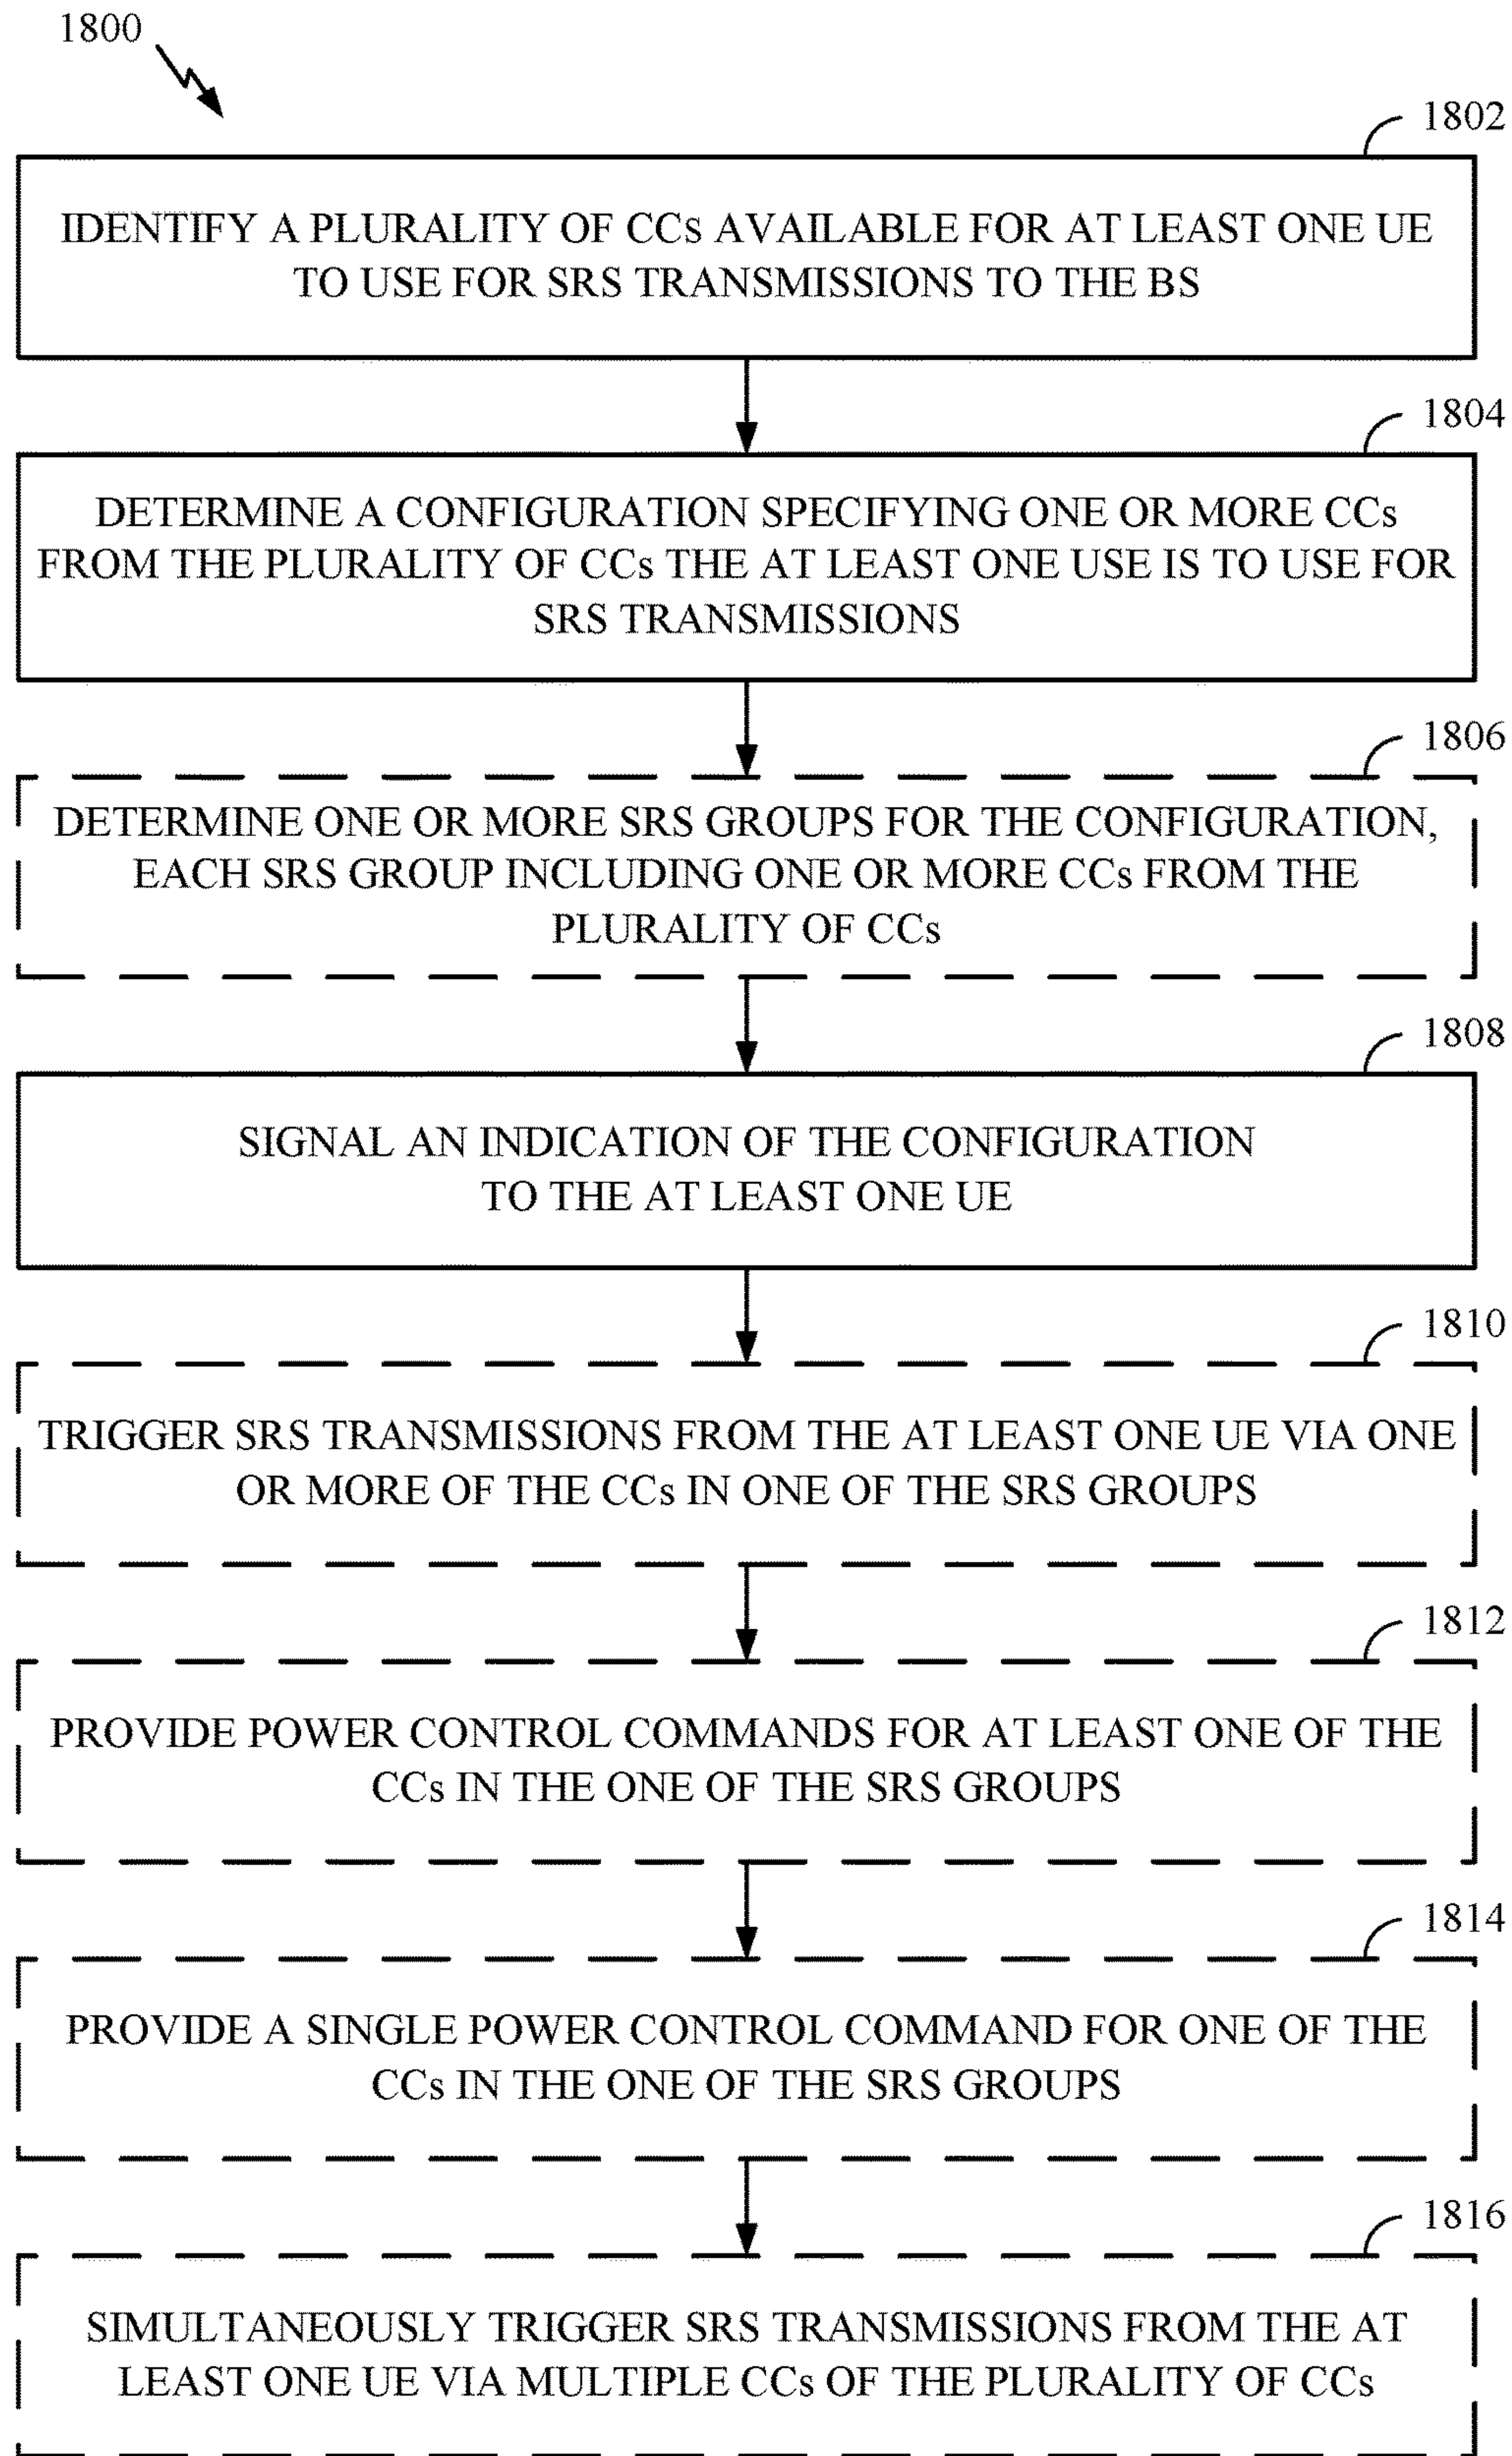 1800
1802
IDENTIFY A PLURALITY OF CCs AVAILABLE FOR AT LEAST ONE UE
TO USE FOR SRS TRANSMISSIONS TO THE BS
1804
DETERMINE A CONFIGURATION SPECIFYING ONE OR MORE CCs
FROM THE PLURALITY OF CCs THE AT LEAST ONE USE IS TO USE FOR
SRS TRANSMISSIONS
1806
DETERMINE ONE OR MORE SRS GROUPS FOR THE CONFIGURATION,
EACH SRS GROUP INCLUDING ONE OR MORE CCs FROM THE
PLURALITY OF CCs
1808
SIGNAL AN INDICATION OF THE CONFIGURATION
TO THE AT LEAST ONE UE
1810
TRIGGER SRS TRANSMISSIONS FROM THE AT LEAST ONE UE VIA ONE
OR MORE OF THE CCs IN ONE OF THE SRS GROUPS
1812
PROVIDE POWER CONTROL COMMANDS FOR AT LEAST ONE OF THE
CCs IN THE ONE OF THE SRS GROUPS
1814
PROVIDE A SINGLE POWER CONTROL COMMAND FOR ONE OF THE
CCs IN THE ONE OF THE SRS GROUPS
1816
SIMULTANEOUSLY TRIGGER SRS TRANSMISSIONS FROM THE AT
LEAST ONE UE VIA MULTIPLE CCs OF THE PLURALITY OF CCs